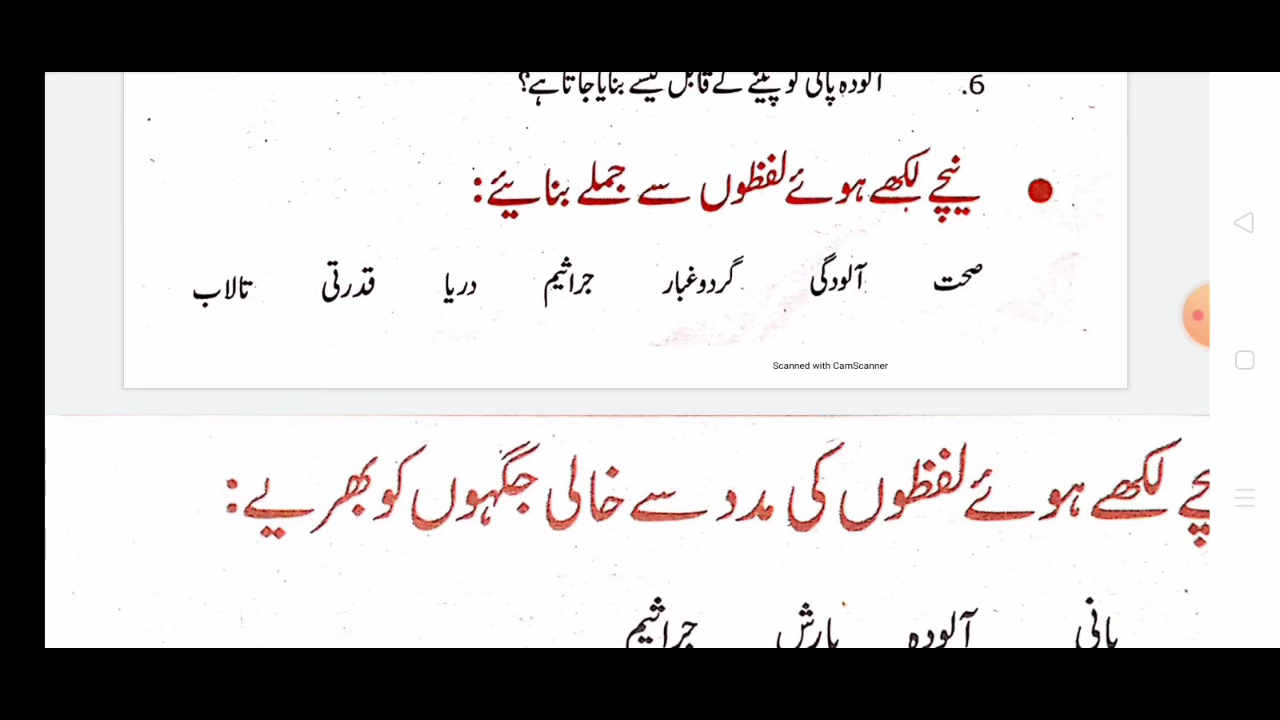 6. آلودہ پانی کو پینے کے قابل کیسے بنایا جاتا ہے؟
نیچے لکھے ہوئے لفظوں سے جملے بنائیے:
صحت آلودگی گردوغبار جراثیم دریا قدرتی تالاب
Scanned with CamScanner
نیچے لکھے ہوئے لفظوں کی مدد سے خالی جگہوں کو بھریے:
پانی آلودہ بارش جراثیم